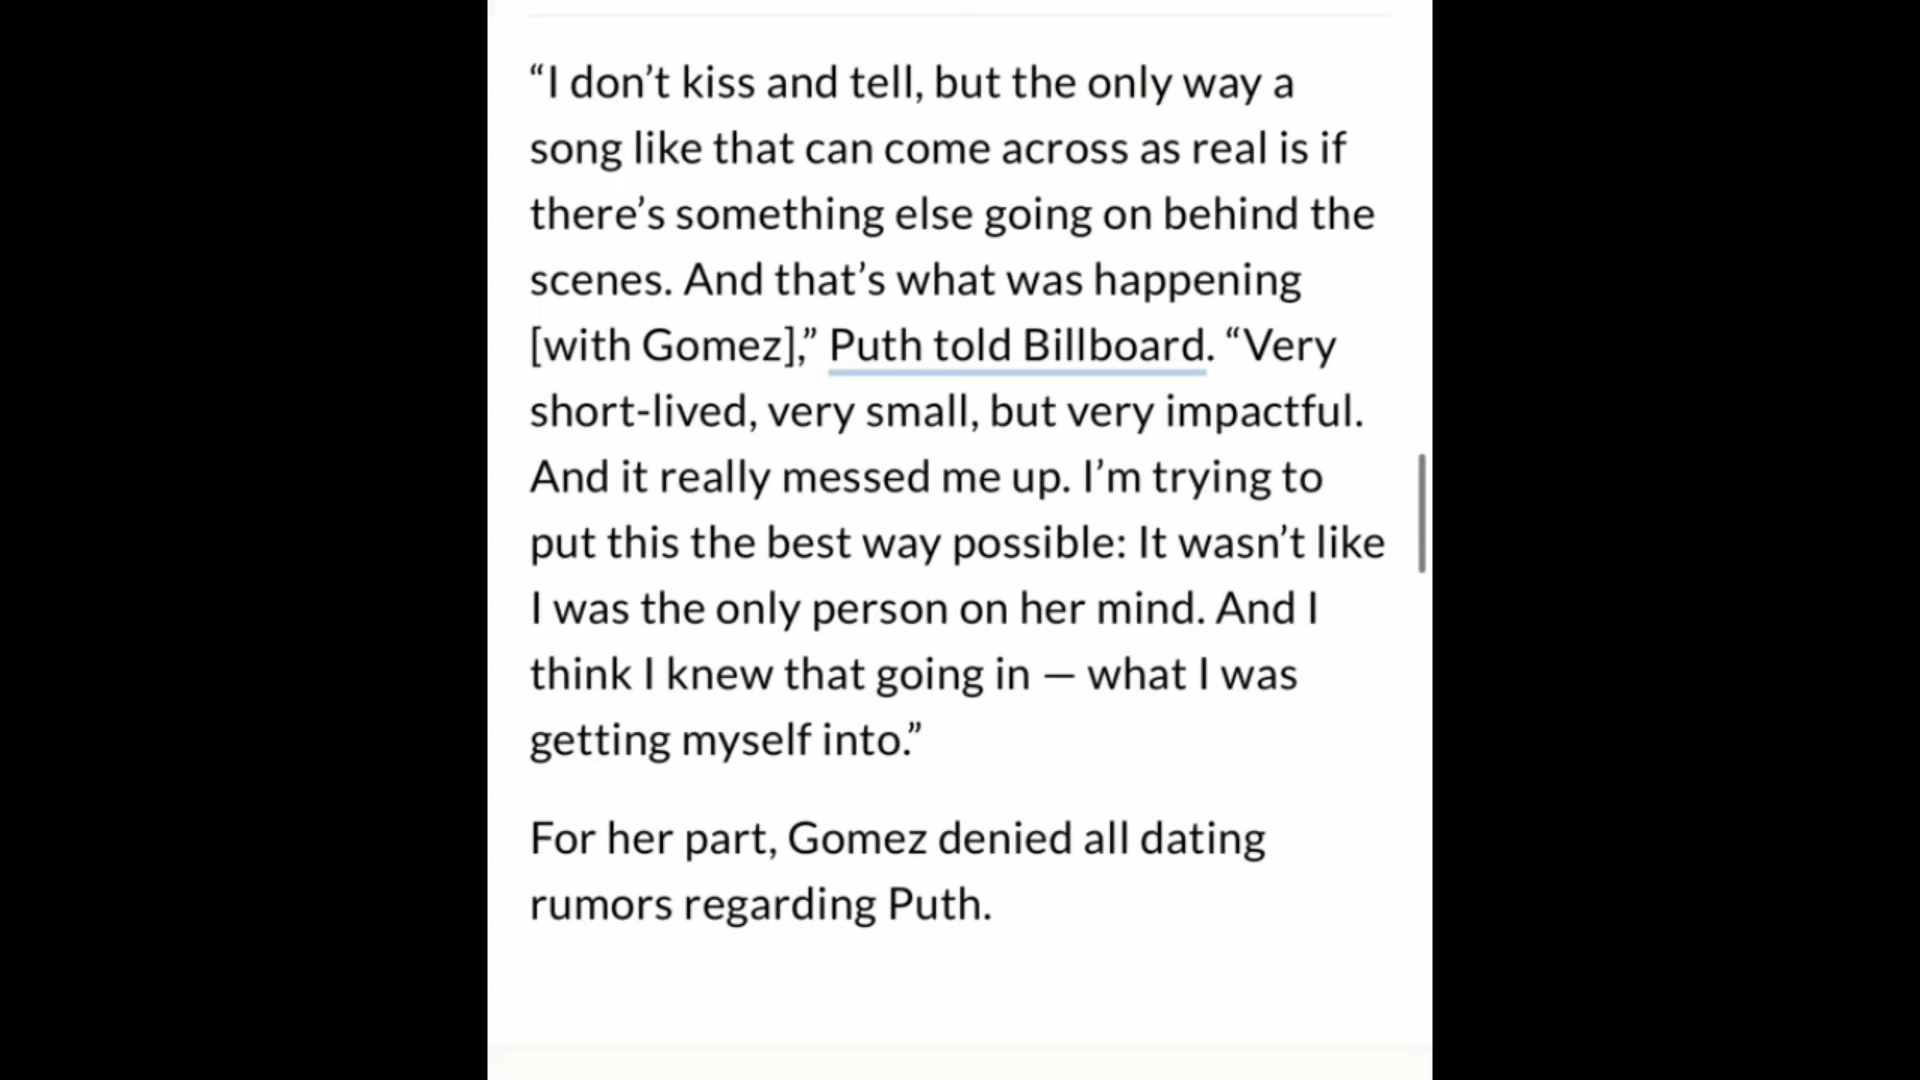 “I don’t kiss and tell, but the only way a
song like that can come across as real is if
there’s something else going on behind the
scenes. And that’s what was happening
[with Gomez],” Puth told Billboard. “Very
short-lived, very small, but very impactful.
And it really messed me up. I’m trying to
put this the best way possible: It wasn’t like
I was the only person on her mind. And I
think I knew that going in — what I was
getting myself into.”
For her part, Gomez denied all dating
rumors regarding Puth.